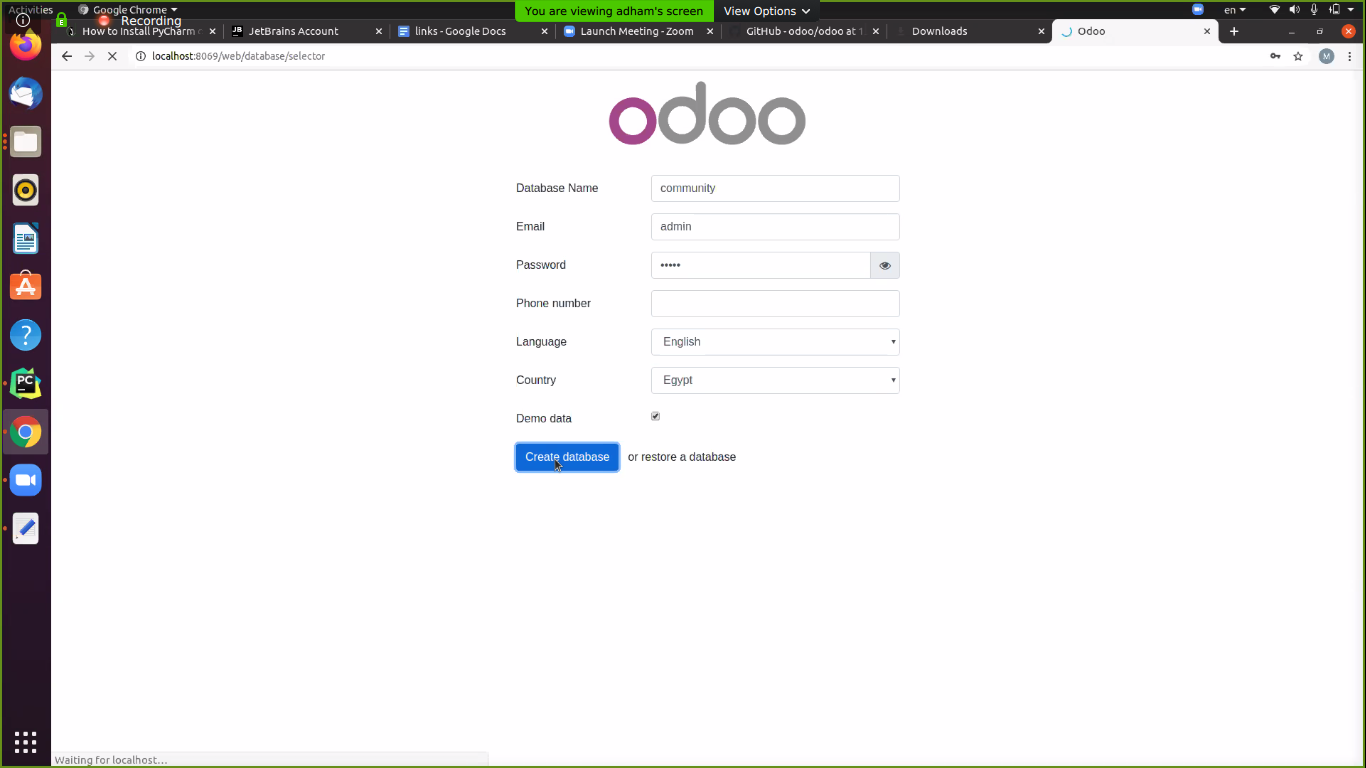 Activities
Google Chrome
Recording
You are viewing adham's screen
View Options
en
How to Install PyCharm
JetBrains Account
links - Google Docs
Launch Meeting - Zoom
GitHub - odoo/odoo at 1
Downloads
Odoo
localhost:8069/web/database/selector
M
odoo
Database Name
community
Email
admin
Password
•••••
Phone number
Language
English
Country
Egypt
Demo data
Create database
or restore a database
PC
Waiting for localhost...